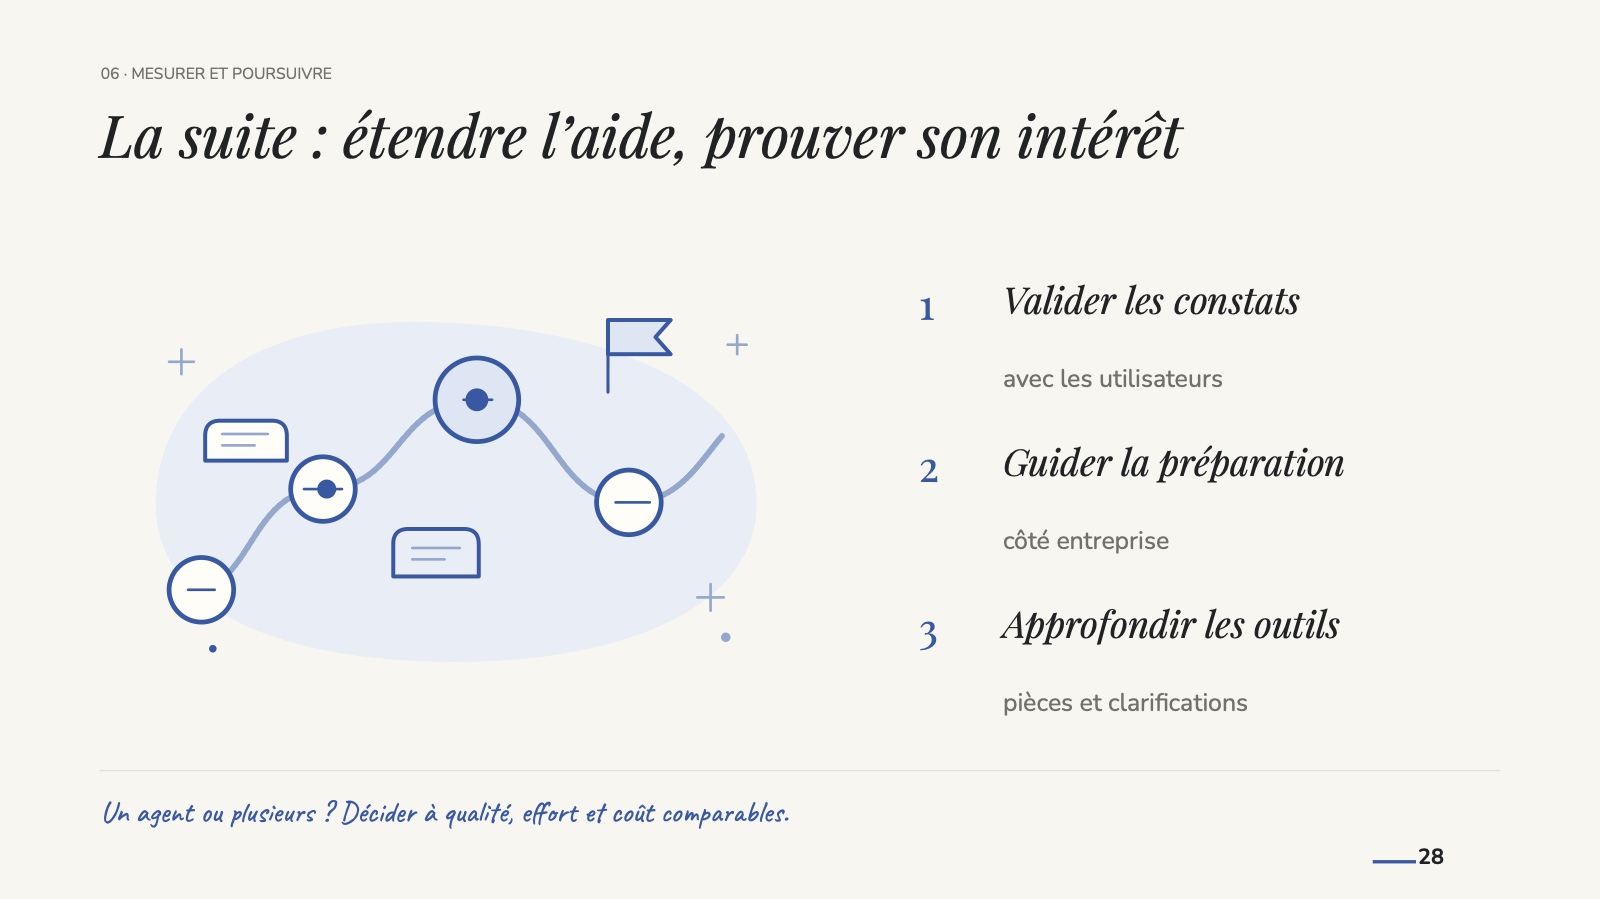 06 · MESURER ET POURSUIVRE
La suite : étendre l’aide, prouver son intérêt
1
Valider les constats
avec les utilisateurs
2
Guider la préparation
côté entreprise
3
Approfondir les outils
pièces et clarifications
Un agent ou plusieurs ? Décider à qualité, effort et coût comparables.
28